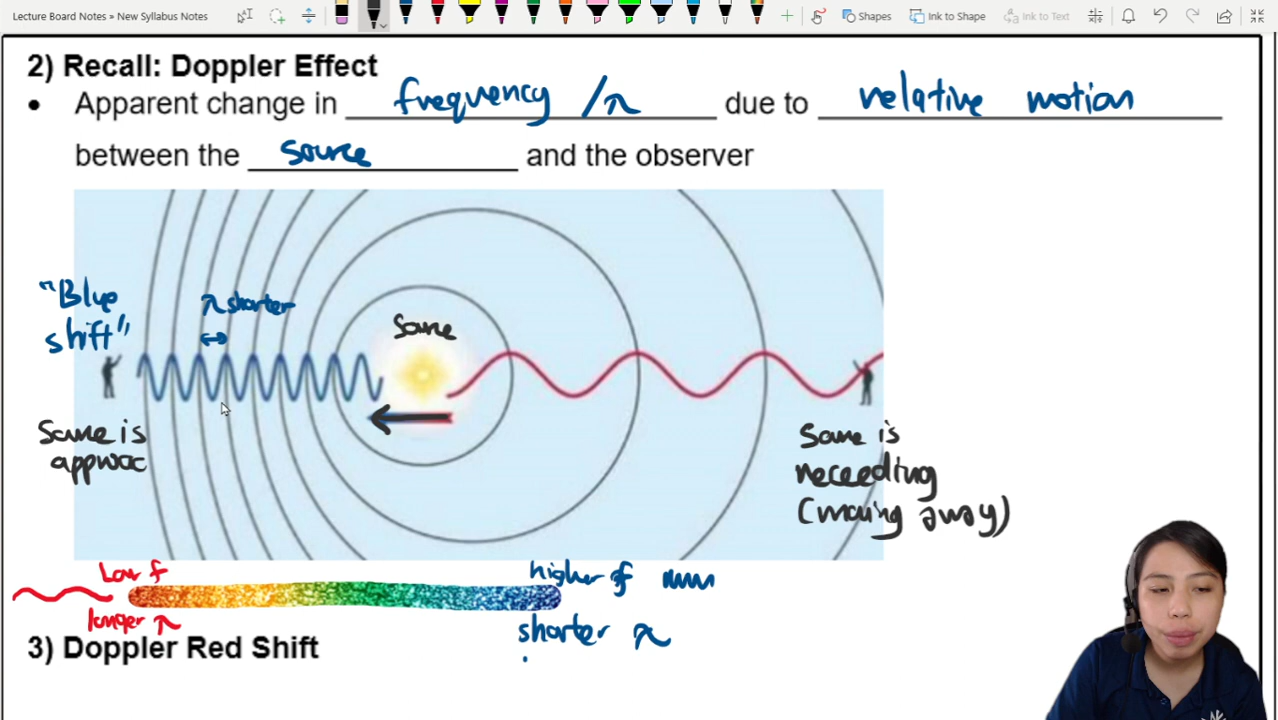 Lecture Board Notes » New Syllabus Notes
Shapes
Ink to Shape
Ink to Text
2) Recall: Doppler Effect
• Apparent change in frequency /λ due to relative motion
between the source and the observer
"Blue
shift"
λ shorter
Source
Source is
approac
Source is
receeding
(moving away)
Low f
longer λ
higher f
shorter λ
3) Doppler Red Shift